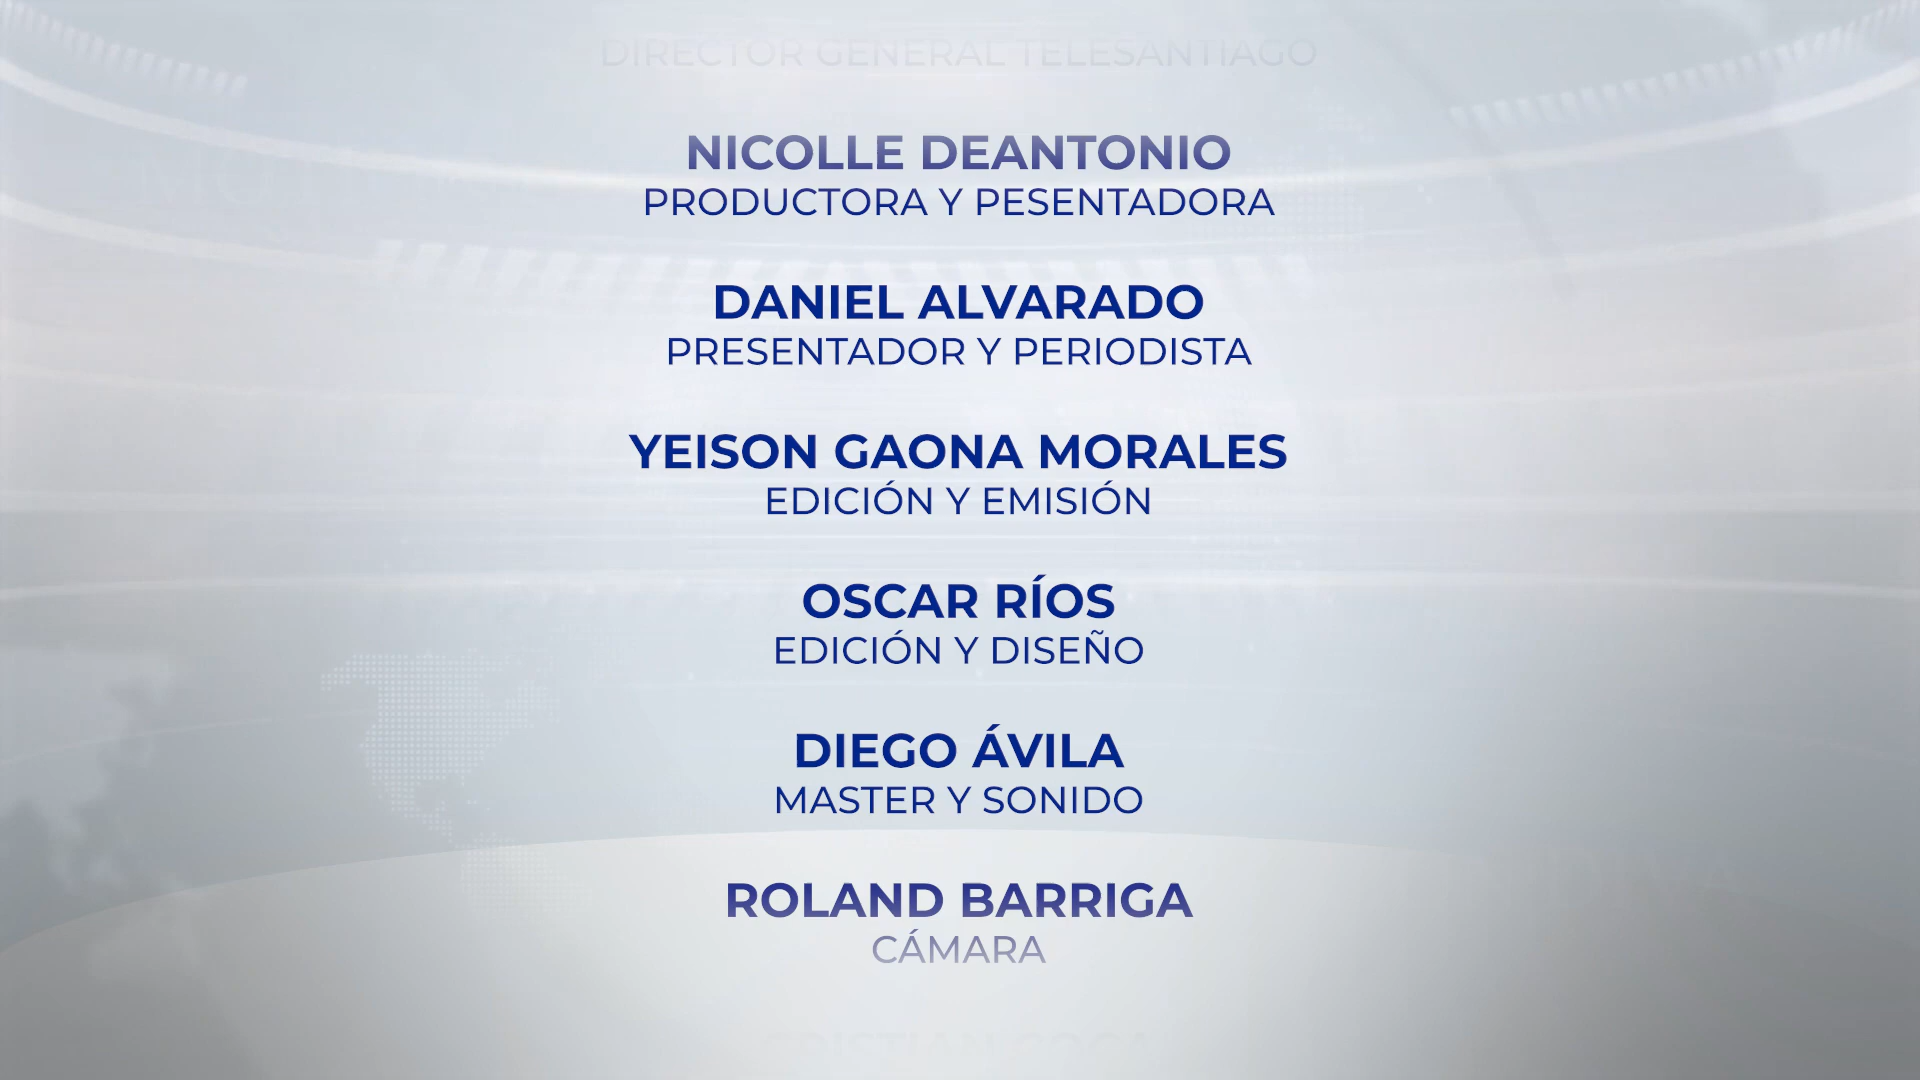 DIRECTOR GENERAL TELESANTIAGO
NICOLLE DEANTONIO
PRODUCTORA Y PESENTADORA
DANIEL ALVARADO
PRESENTADOR Y PERIODISTA
YEISON GAONA MORALES
EDICIÓN Y EMISIÓN
OSCAR RÍOS
EDICIÓN Y DISEÑO
DIEGO ÁVILA
MASTER Y SONIDO
ROLAND BARRIGA
CÁMARA
CRISTIAN